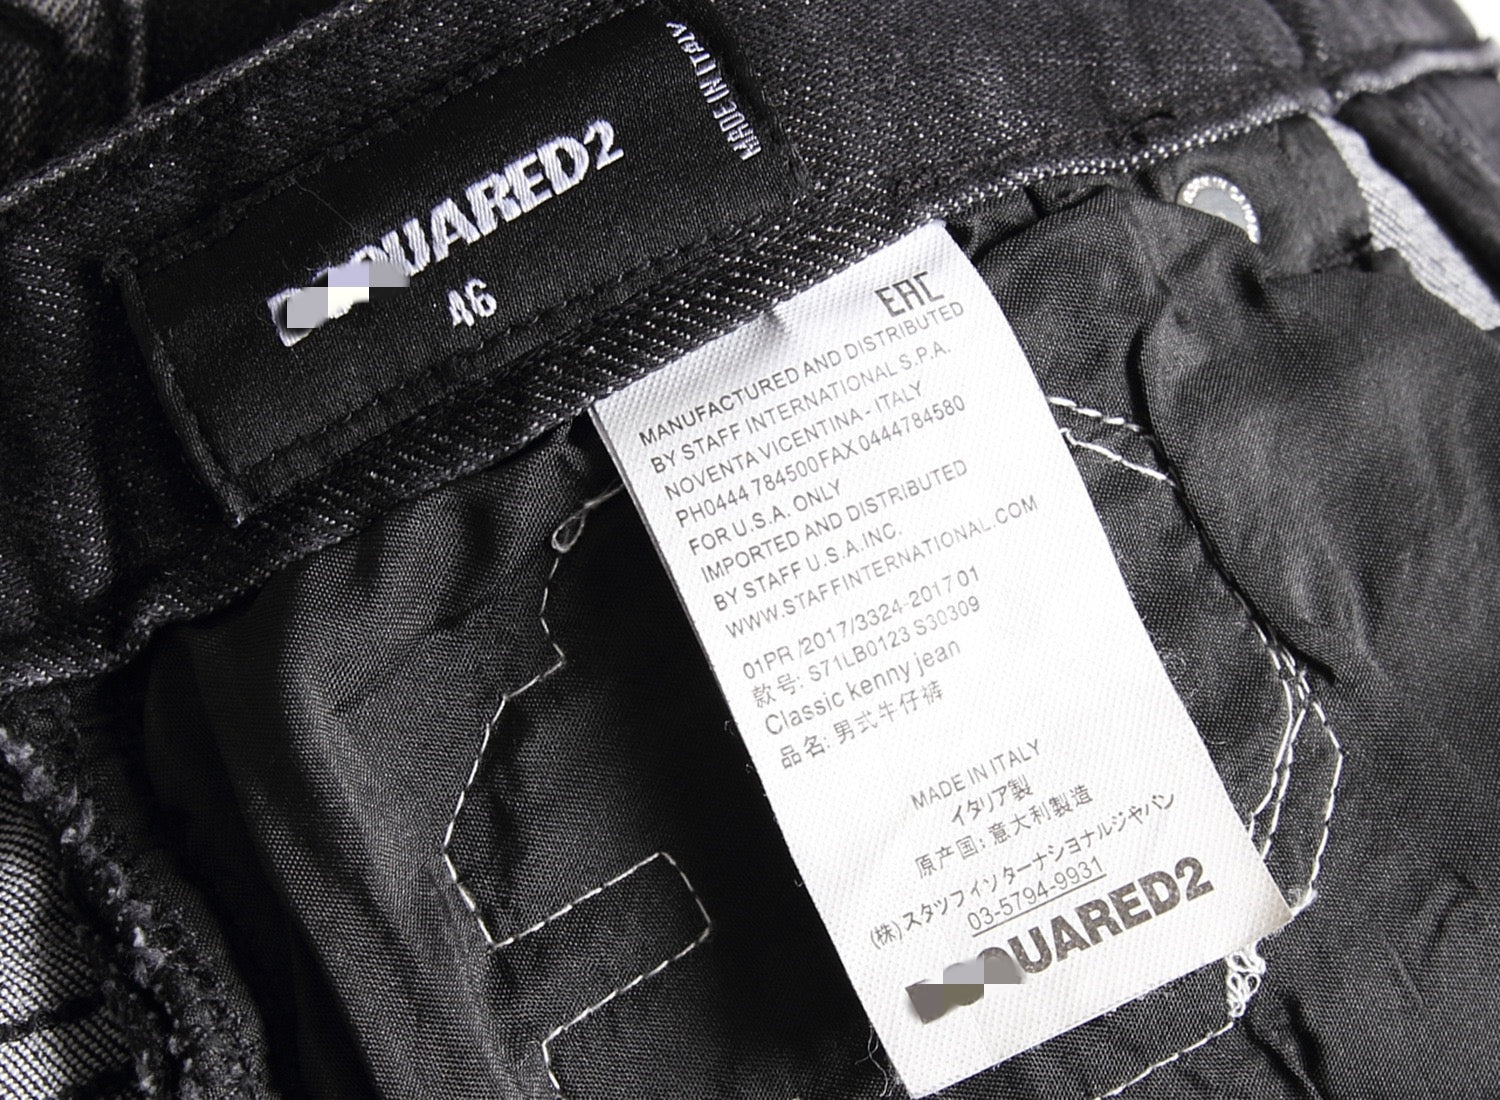 MADE IN ITALY
QUARED2
46
EAC
MANUFACTURED AND DISTRIBUTED
BY STAFF INTERNATIONAL S.P.A.
NOVENTA VICENTINA - ITALY
PH0444 784500FAX 0444784580
FOR U.S.A. ONLY
IMPORTED AND DISTRIBUTED
BY STAFF U.S.A.INC.
WWW.STAFFINTERNATIONAL.COM
01PR /2017/3324-2017 01
款号: S71LB0123 S30309
Classic kenny jean
品名: 男式牛仔裤
MADE IN ITALY
イタリア製
原产国: 意大利製造
(株)スタッフインターナショナルジャパン
03-5794-9931
QUARED2